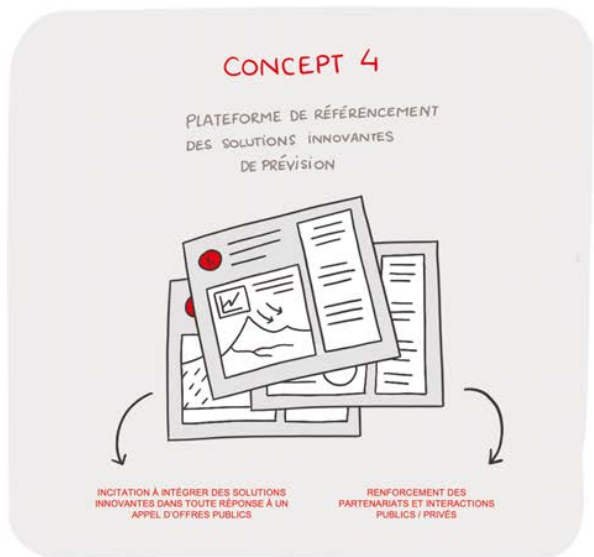 CONCEPT 4
PLATEFORME DE RÉFÉRENCEMENT
DES SOLUTIONS INNOVANTES
DE PRÉVISION
INCITATION À INTÉGRER DES SOLUTIONS
INNOVANTES DANS TOUTE RÉPONSE À UN
APPEL D'OFFRES PUBLICS
RENFORCEMENT DES
PARTENARIATS ET INTERACTIONS
PUBLICS / PRIVÉS